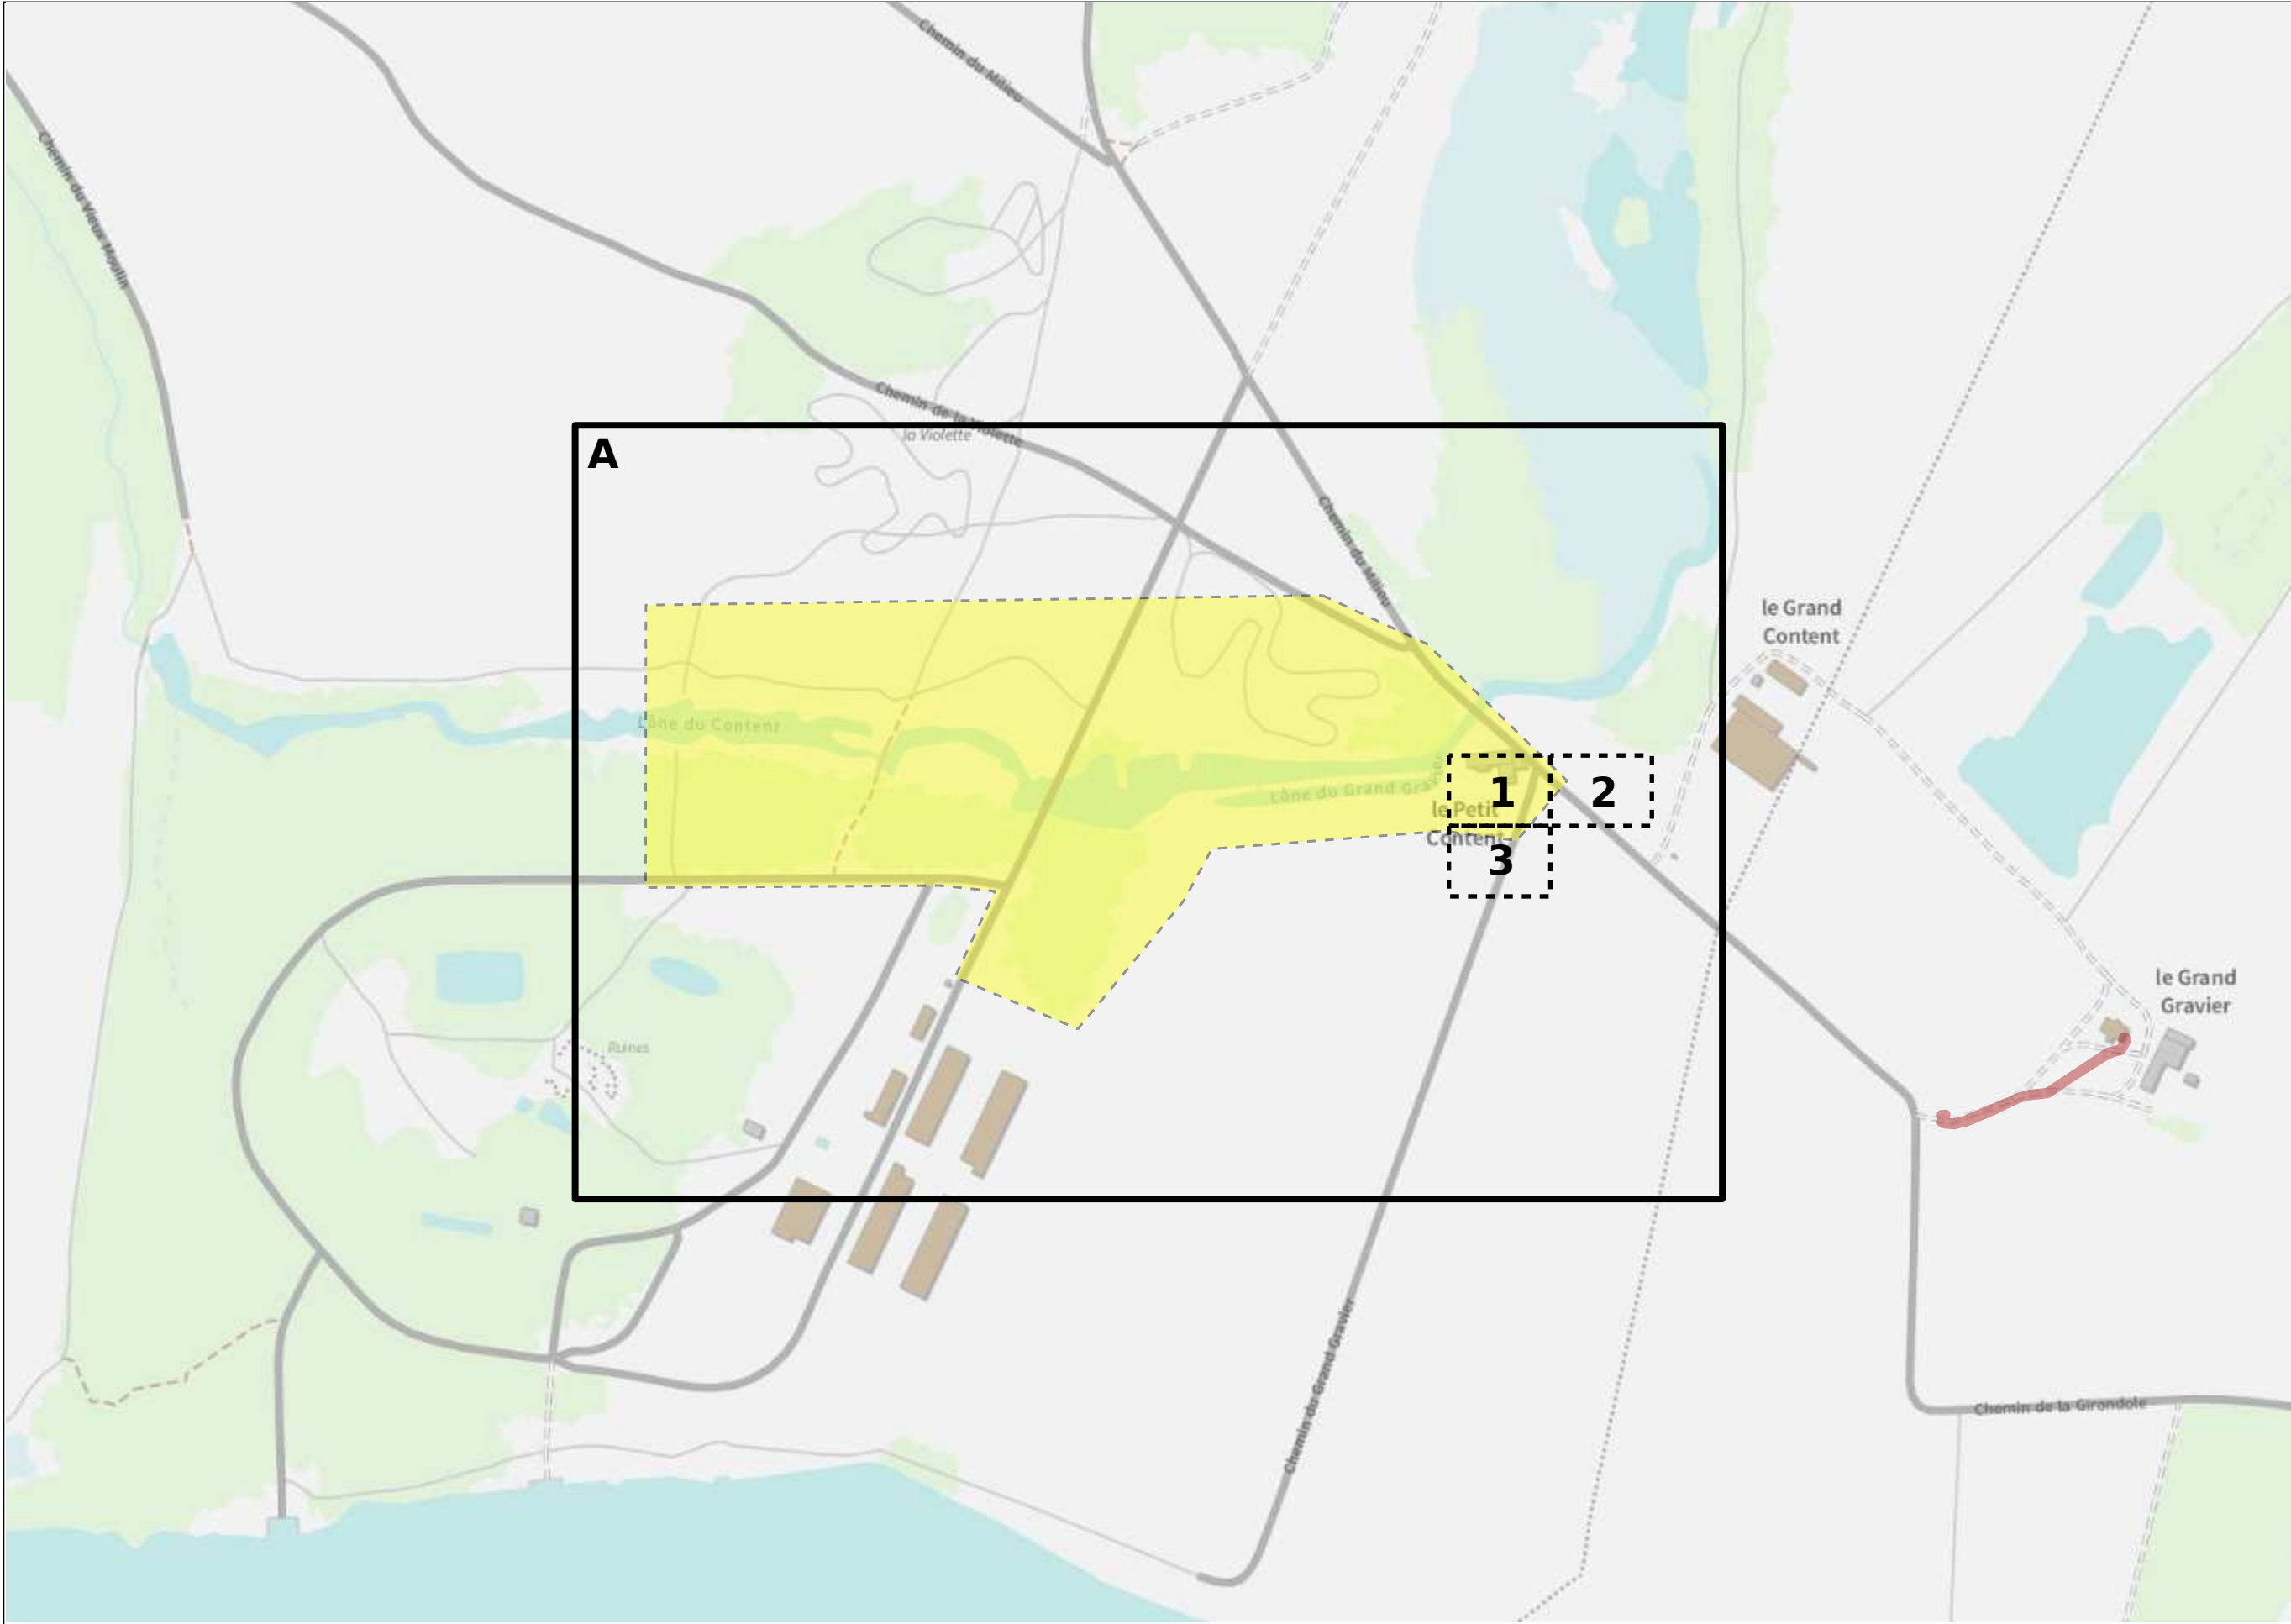 Chemin du Milieu
Chemin du Vieux Moulin
Chemin de la Violette
la Violette
A
Chemin du Milieu
le Grand
Content
Lône du Content
Lône du Grand Gra
1
2
le Petit
Content
3
le Grand
Gravier
Ruines
Chemin du Grand Gravier
Chemin de la Girondole